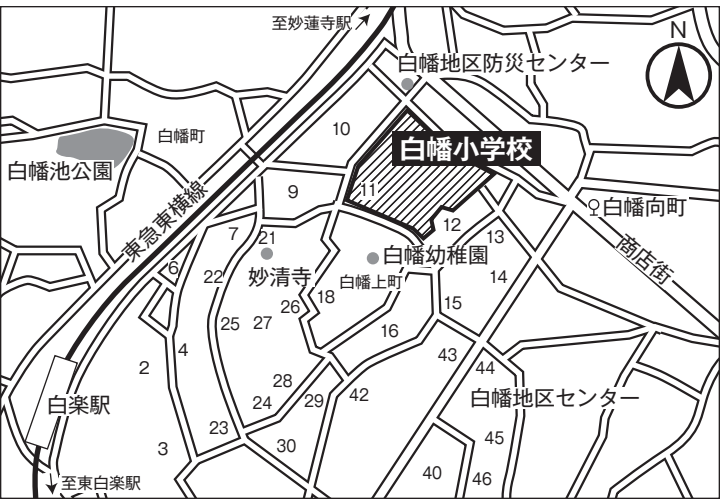 至妙蓮寺駅
N
白幡地区防災センター
白幡町
10
白幡小学校
白幡池公園
9
11
白幡向町
東急東横線
7
21
12
13
商店街
妙清寺
白幡幼稚園
6
22
18
白幡上町
14
26
25
27
15
16
2
4
43
44
28
24
29
42
白幡地区センター
白楽駅
23
45
3
30
40
46
至東白楽駅